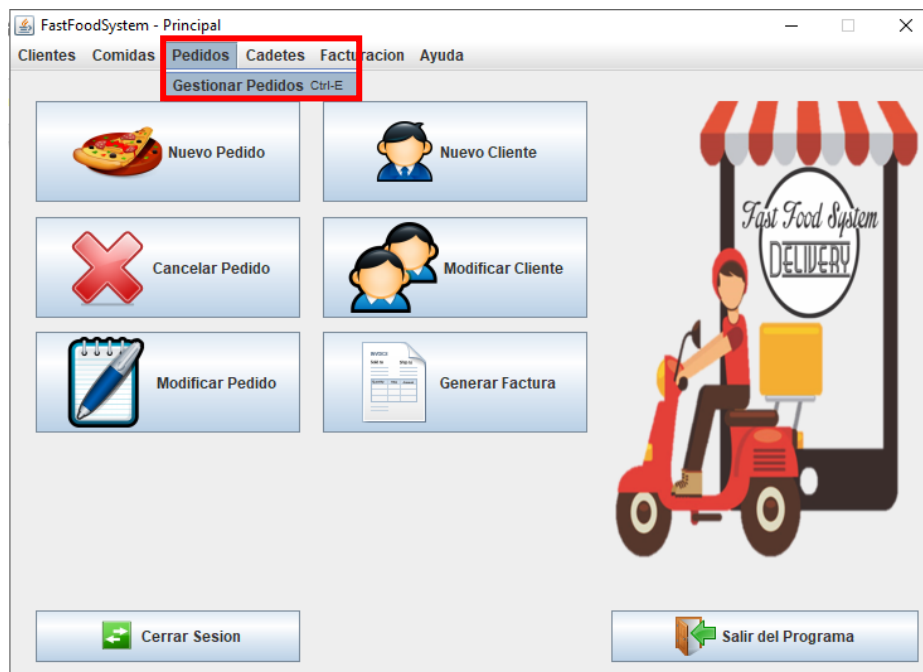 FastFoodSystem - Principal
Clientes Comidas Pedidos Cadetes Facturacion Ayuda
Gestionar Pedidos Ctrl-E
Nuevo Pedido
Nuevo Cliente
Cancelar Pedido
Modificar Cliente
Modificar Pedido
INVOICE
Generar Factura
Fast Food System
DELIVERY
Cerrar Sesion
Salir del Programa